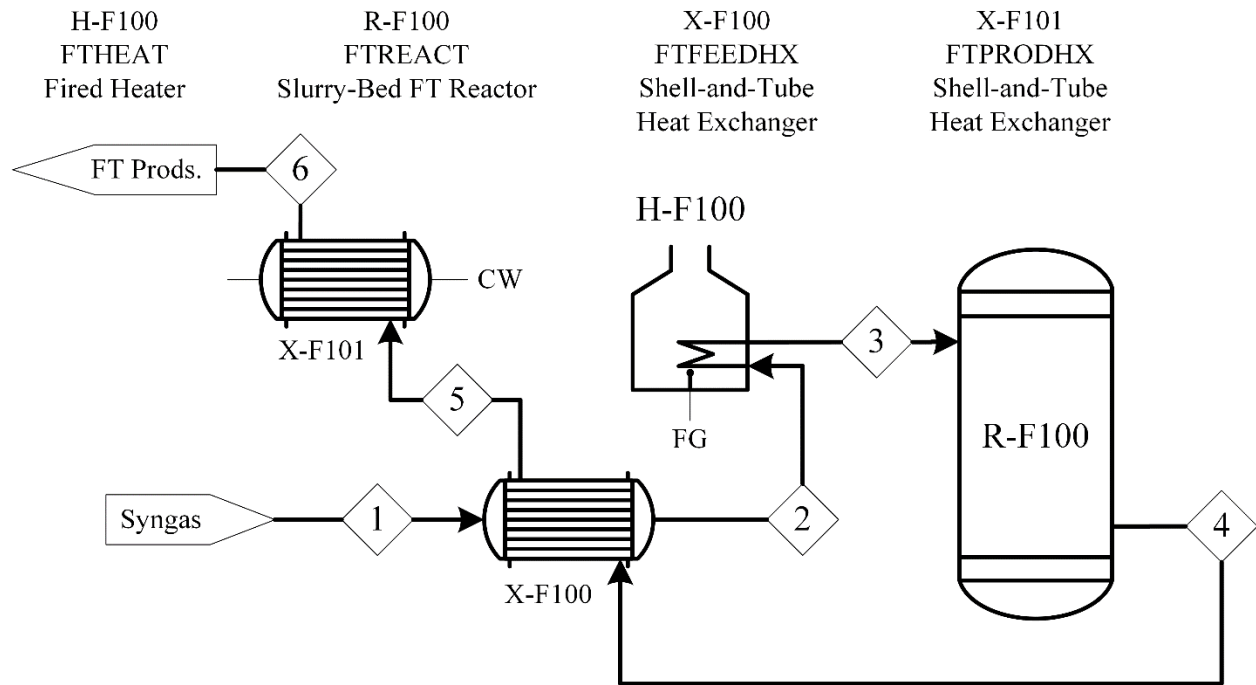 H-F100
FTHEAT
Fired Heater
R-F100
FTREACT
Slurry-Bed FT Reactor
X-F100
FTFEEDHX
Shell-and-Tube
Heat Exchanger
X-F101
FTPRODHX
Shell-and-Tube
Heat Exchanger
FT Prods.
6
H-F100
CW
X-F101
3
5
FG
R-F100
Syngas
1
2
4
X-F100